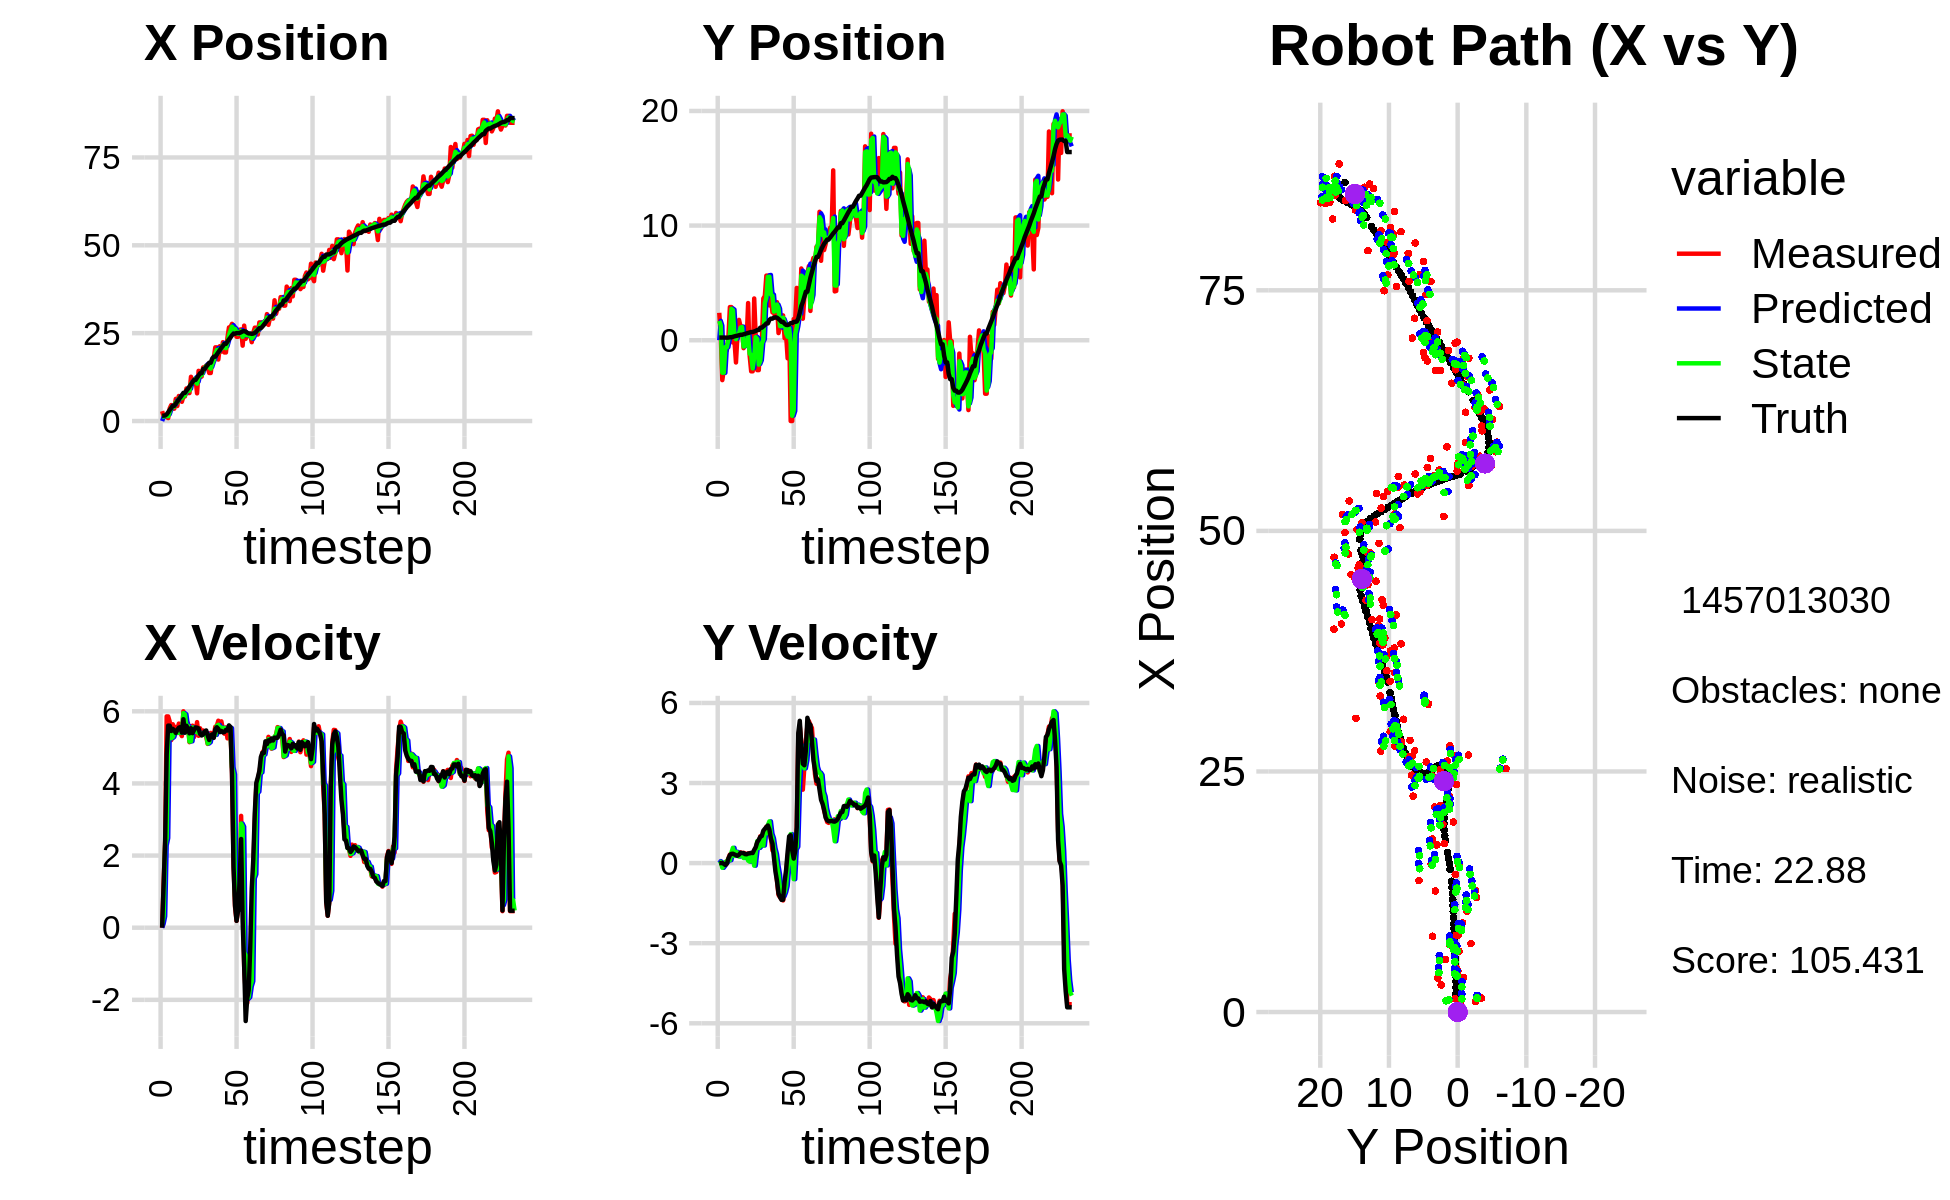 X Position
75
50
25
0
0
50
100
150
200
timestep
Y Position
20
10
0
0
50
100
150
200
timestep
X Velocity
6
4
2
0
-2
0
50
100
150
200
timestep
Y Velocity
6
3
0
-3
-6
0
50
100
150
200
timestep
Robot Path (X vs Y)
X Position
75
50
25
0
20 10 0 -10 -20
Y Position
variable
Measured
Predicted
State
Truth
1457013030
Obstacles: none
Noise: realistic
Time: 22.88
Score: 105.431